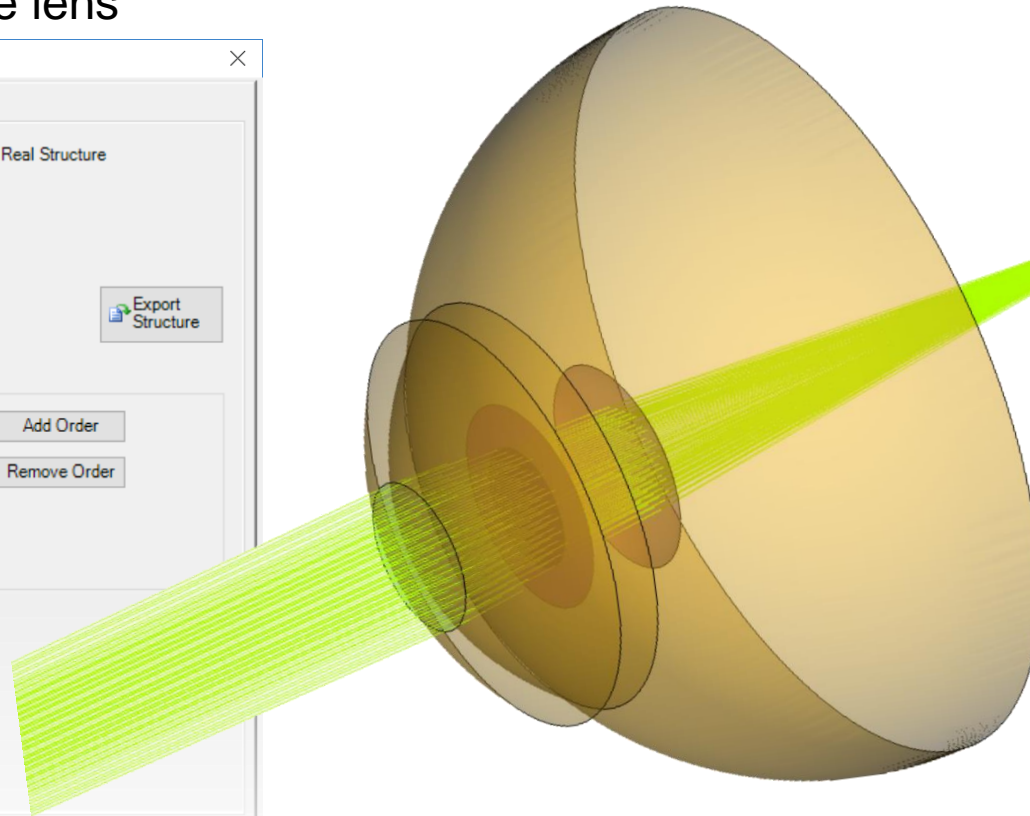 lens
Real Structure
Export
Structure
Add Order
Remove Order